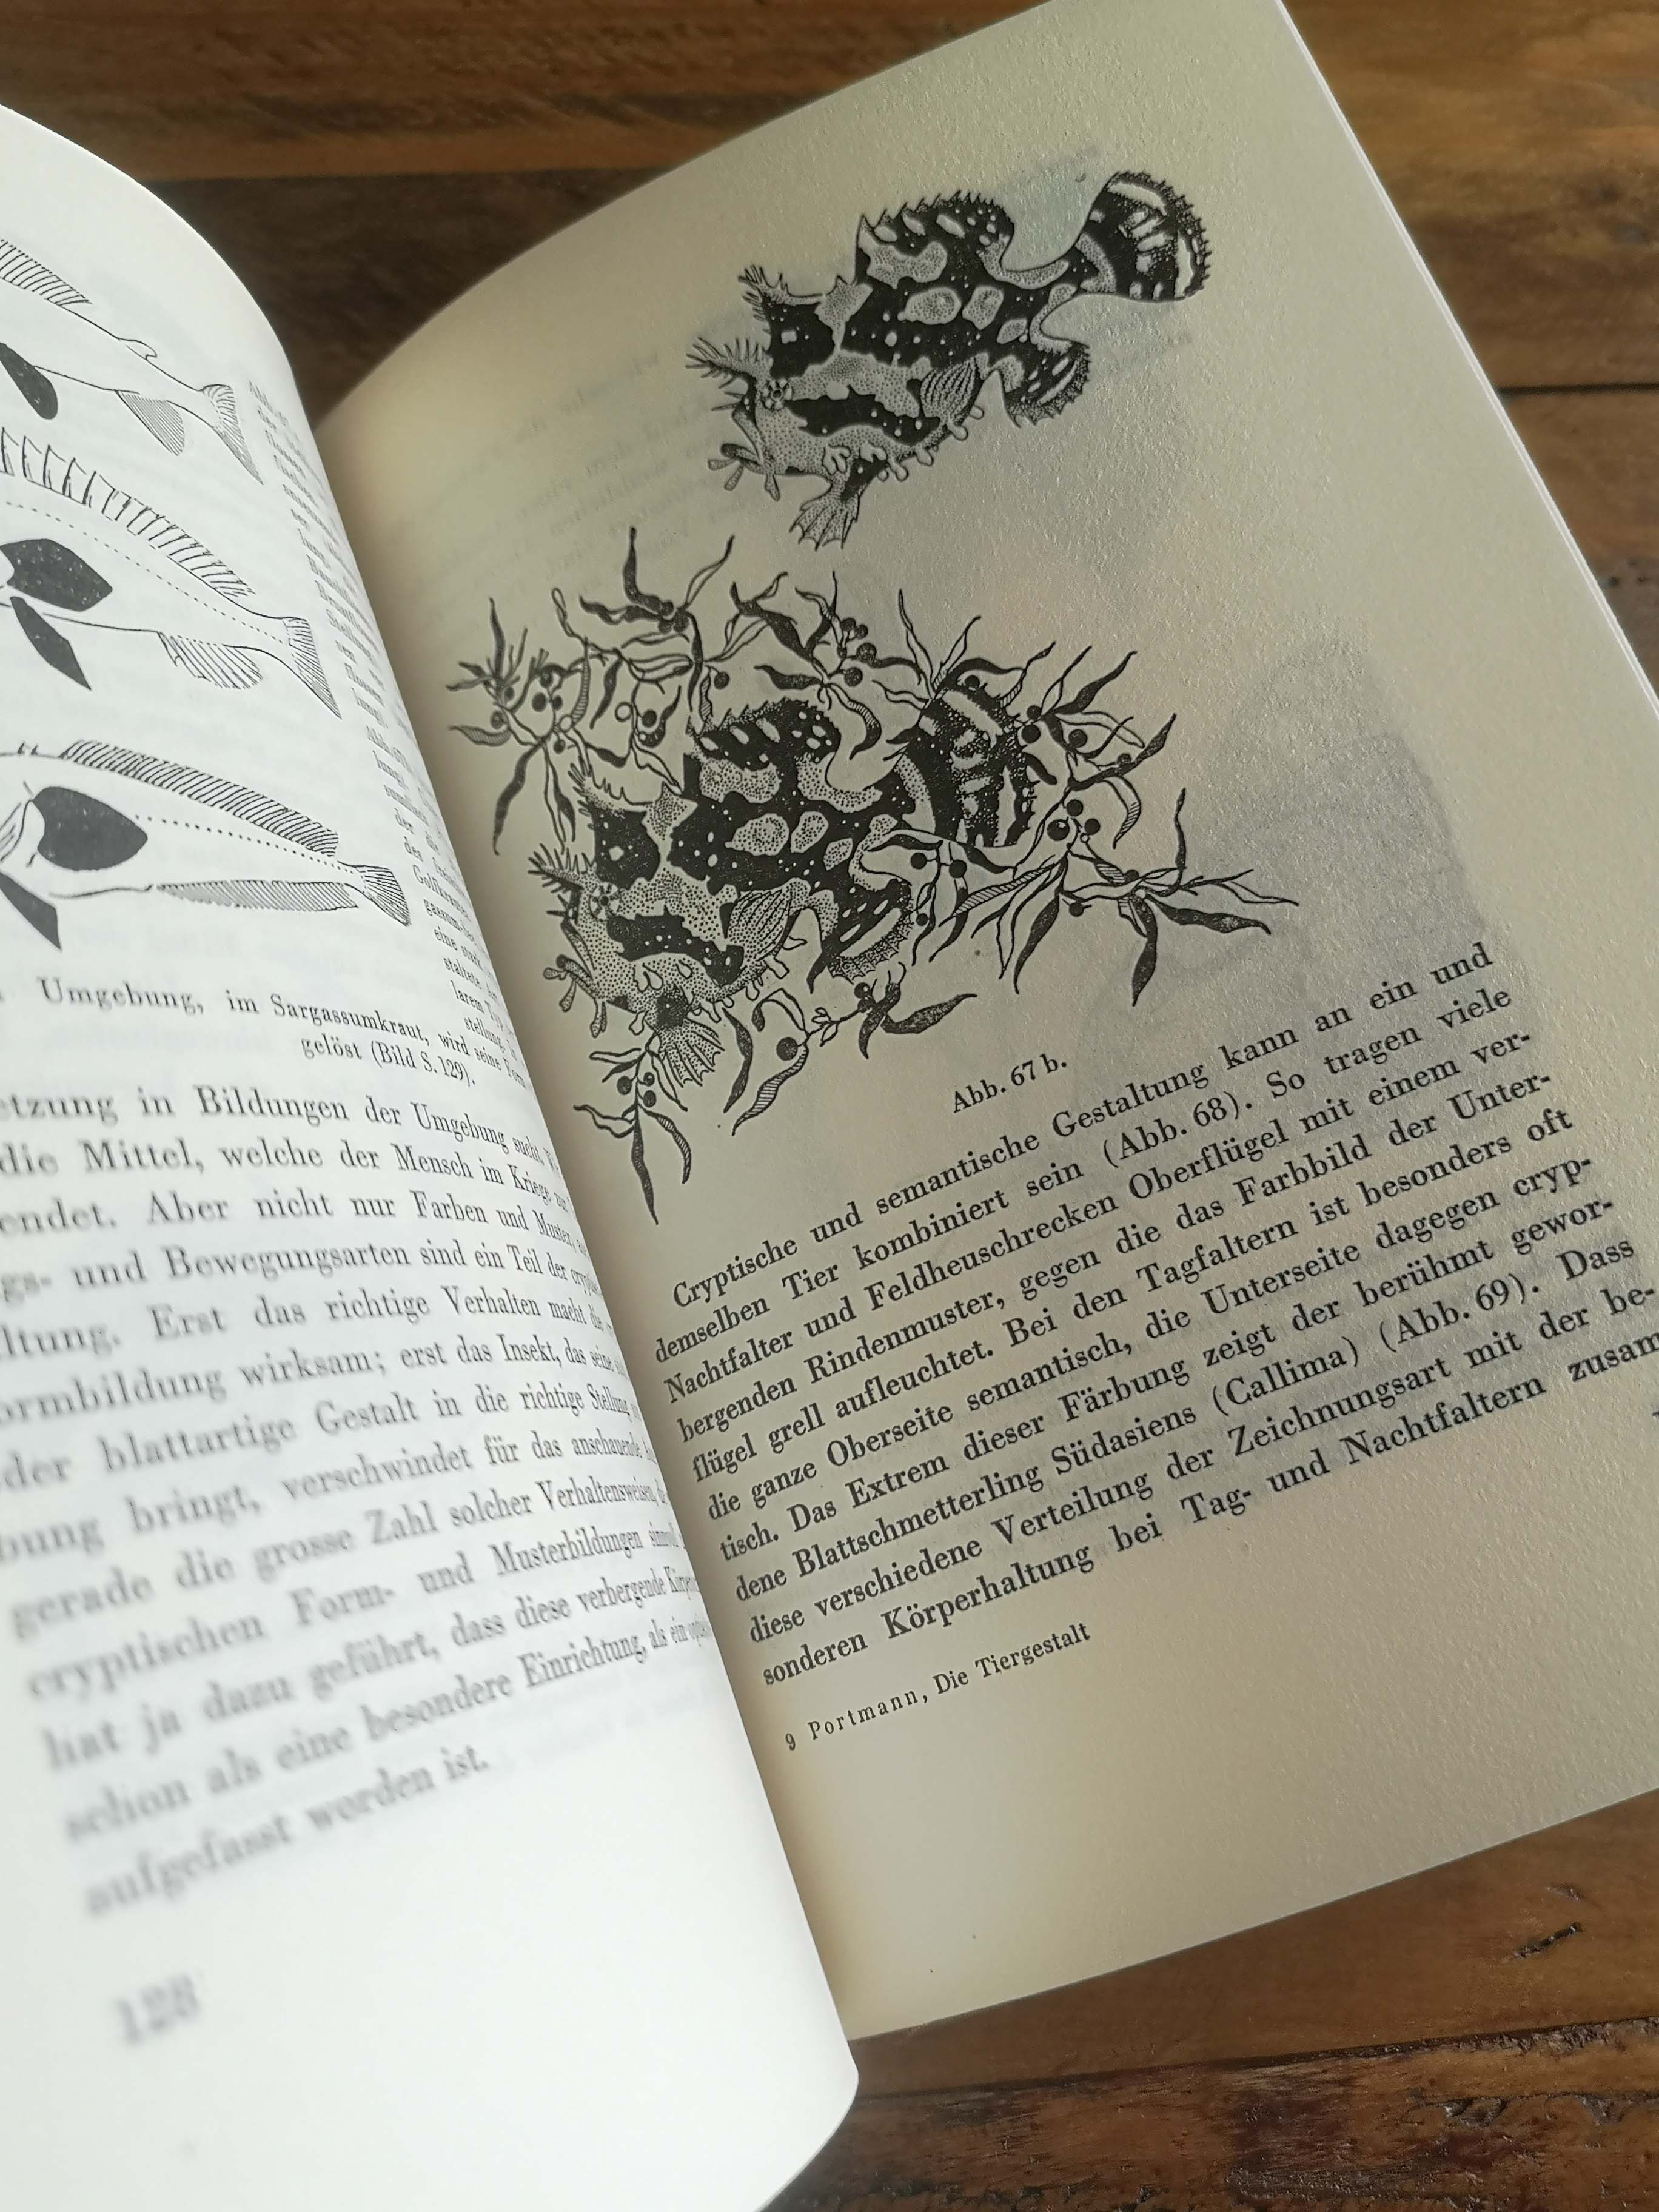 Umgebung, im Sargassumkraut, wird seine Form
gelöst (Bild S. 129).
etzung in Bildungen der Umgebung sucht,
die Mittel, welche der Mensch im Kriege
endet. Aber nicht nur Farben und Muster,
gs- und Bewegungsarten sind ein Teil der
ltung. Erst das richtige Verhalten macht die
ormbildung wirksam; erst das Insekt, das seine
der blattartige Gestalt in die richtige Stellung
bung bringt, verschwindet für das anschauende
gerade die grosse Zahl solcher Verhaltensweisen,
cryptischen Form- und Musterbildungen
hat ja dazu geführt, dass diese verbergende
schon als eine besondere Einrichtung, als ein
aufgefasst worden ist.
128
Abb. 67 b.
Cryptische und semantische Gestaltung kann an ein und
demselben Tier kombiniert sein (Abb. 68). So tragen viele
Nachtfalter und Feldheuschrecken Oberflügel mit einem ver-
bergenden Rindenmuster, gegen die das Farbbild der Unter-
flügel grell aufleuchtet. Bei den Tagfaltern ist besonders oft
die ganze Oberseite semantisch, die Unterseite dagegen cryp-
tisch. Das Extrem dieser Färbung zeigt der berühmt gewor-
dene Blattschmetterling Südasiens (Callima) (Abb. 69). Dass
diese verschiedene Verteilung der Zeichnungsart mit der be-
sonderen Körperhaltung bei Tag- und Nachtfaltern zusam
9 Portmann, Die Tiergestalt